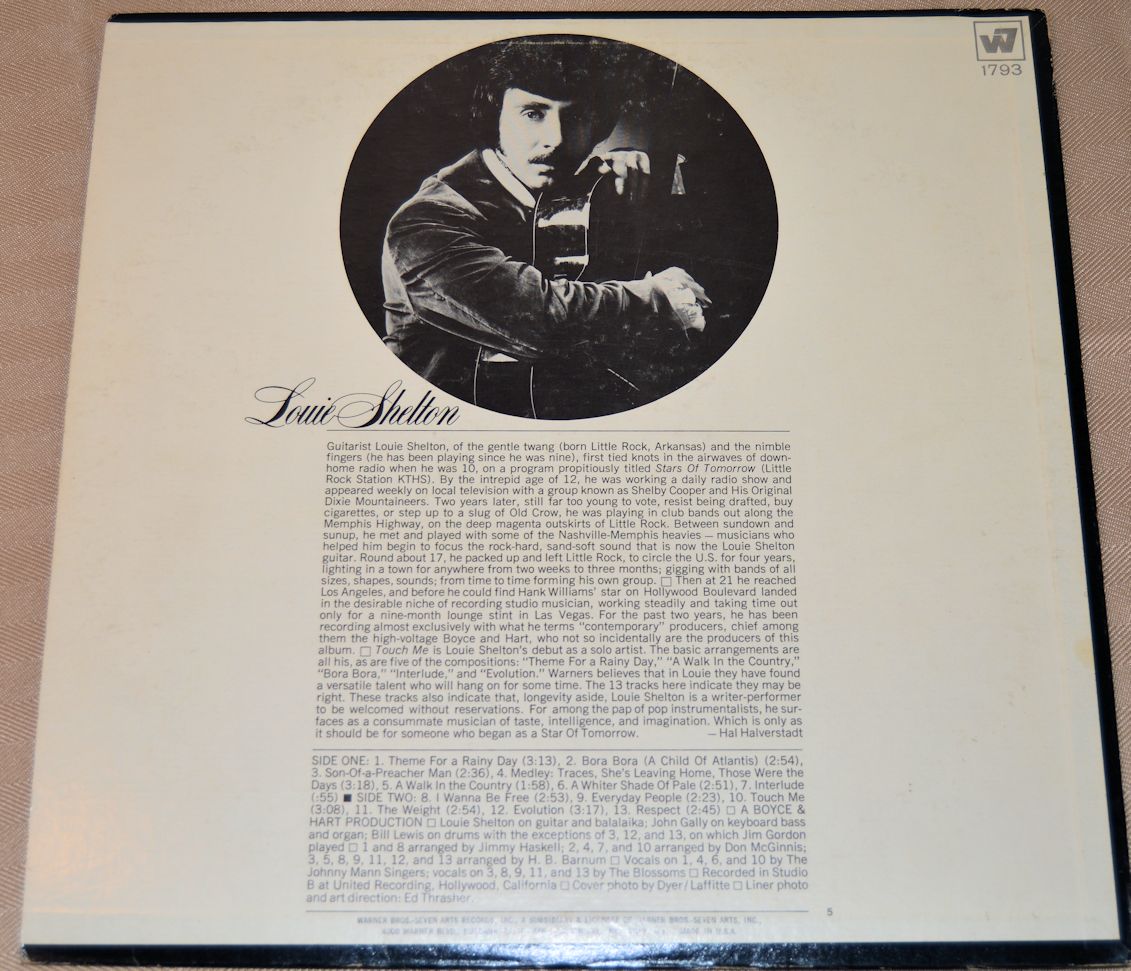 W7
1793
Louie Shelton
Guitarist Louie Shelton, of the gentle twang (born Little Rock, Arkansas) and the nimble
fingers (he has been playing since he was nine), first tied knots in the airwaves of down-
home radio when he was 10, on a program propitiously titled Stars Of Tomorrow (Little
Rock Station KTHS). By the intrepid age of 12, he was working a daily radio show and
appeared weekly on local television with a group known as Shelby Cooper and His Original
Dixie Mountaineers. Two years later, still far too young to vote, resist being drafted, buy
cigarettes, or step up to a slug of Old Crow, he was playing in club bands out along the
Memphis Highway, on the deep magenta outskirts of Little Rock. Between sundown and
sunup, he met and played with some of the Nashville-Memphis heavies — musicians who
helped him begin to focus the rock-hard, sand-soft sound that is now the Louie Shelton
guitar. Round about 17, he packed up and left Little Rock, to circle the U.S. for four years,
lighting in a town for anywhere from two weeks to three months; gigging with bands of all
sizes, shapes, sounds; from time to time forming his own group. □ Then at 21 he reached
Los Angeles, and before he could find Hank Williams' star on Hollywood Boulevard landed
in the desirable niche of recording studio musician, working steadily and taking time out
only for a nine-month lounge stint in Las Vegas. For the past two years, he has been
recording almost exclusively with what he terms "contemporary" producers, chief among
them the high-voltage Boyce and Hart, who not so incidentally are the producers of this
album. □ Touch Me is Louie Shelton's debut as a solo artist. The basic arrangements are
all his, as are five of the compositions: "Theme For a Rainy Day," "A Walk In the Country,"
"Bora Bora," "Interlude," and "Evolution." Warners believes that in Louie they have found
a versatile talent who will hang on for some time. The 13 tracks here indicate they may be
right. These tracks also indicate that, longevity aside, Louie Shelton is a writer-performer
to be welcomed without reservations. For among the pap of pop instrumentalists, he sur-
faces as a consummate musician of taste, intelligence, and imagination. Which is only as
it should be for someone who began as a Star Of Tomorrow. — Hal Halverstadt
SIDE ONE: 1. Theme For a Rainy Day (3:13), 2. Bora Bora (A Child Of Atlantis) (2:54),
3. Son-Of-a-Preacher Man (2:36), 4. Medley: Traces, She's Leaving Home, Those Were the
Days (3:18), 5. A Walk In the Country (1:58), 6. A Whiter Shade Of Pale (2:51), 7. Interlude
(:55) ■ SIDE TWO: 8. I Wanna Be Free (2:53), 9. Everyday People (2:23), 10. Touch Me
(3:08), 11. The Weight (2:54), 12. Evolution (3:17), 13. Respect (2:45) □ A BOYCE &
HART PRODUCTION □ Louie Shelton on guitar and balalaika; John Gally on keyboard bass
and organ; Bill Lewis on drums with the exceptions of 3, 12, and 13, on which Jim Gordon
played □ 1 and 8 arranged by Jimmy Haskell; 2, 4, 7, and 10 arranged by Don McGinnis;
3, 5, 8, 9, 11, 12, and 13 arranged by H. B. Barnum □ Vocals on 1, 4, 6, and 10 by The
Johnny Mann Singers; vocals on 3, 8, 9, 11, and 13 by The Blossoms □ Recorded in Studio
B at United Recording, Hollywood, California □ Cover photo by Dyer/Laffitte □ Liner photo
and art direction: Ed Thrasher.
5
WARNER BROS.-SEVEN ARTS RECORDS, INC., A SUBSIDIARY & LICENSEE OF WARNER BROS.-SEVEN ARTS, INC.,
4000 WARNER BLVD., MADE IN U.S.A.